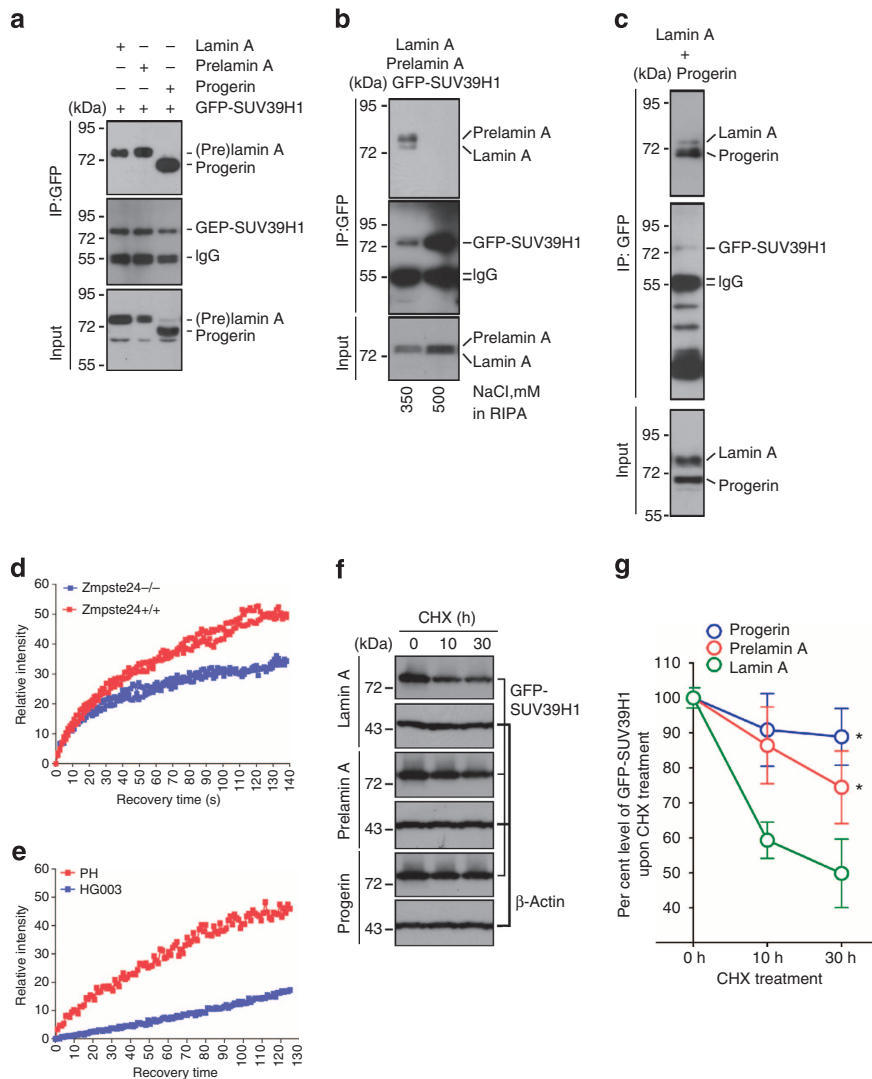 a
+ – – Lamin A
– + – Prelamin A
– – + Progerin
(kDa) + + + GFP-SUV39H1
IP:GFP
95
72
(Pre)lamin A
Progerin
95
72
55
GEP-SUV39H1
IgG
Input
95
72
55
(Pre)lamin A
Progerin
b
Lamin A
Prelamin A
(kDa) GFP-SUV39H1
IP:GFP
95
72
Prelamin A
Lamin A
95
72
55
GFP-SUV39H1
IgG
Input
72
Prelamin A
Lamin A
350
500
NaCl,mM
in RIPA
c
Lamin A
+
(kDa) Progerin
IP: GFP
95
72
Lamin A
Progerin
95
72
55
GFP-SUV39H1
IgG
Input
95
72
55
Lamin A
Progerin
d
Zmpste24–/–
Zmpste24+/+
Relative intensity
60
50
40
30
20
10
0
0 10 20 30 40 50 60 70 80 90 100 110 120 130 140
Recovery time (s)
e
PH
HG003
Relative intensity
60
50
40
30
20
10
0
0 10 20 30 40 50 60 70 80 90 100 110 120 130
Recovery time
f
CHX (h)
(kDa) 0 10 30
Lamin A
72
43
Prelamin A
72
43
Progerin
72
43
GFP-
SUV39H1
β-Actin
g
Progerin
Prelamin A
Lamin A
Per cent level of GFP-SUV39H1
upon CHX treatment
110
100
90
80
70
60
50
40
*
*
0 h 10 h 30 h
CHX treatment